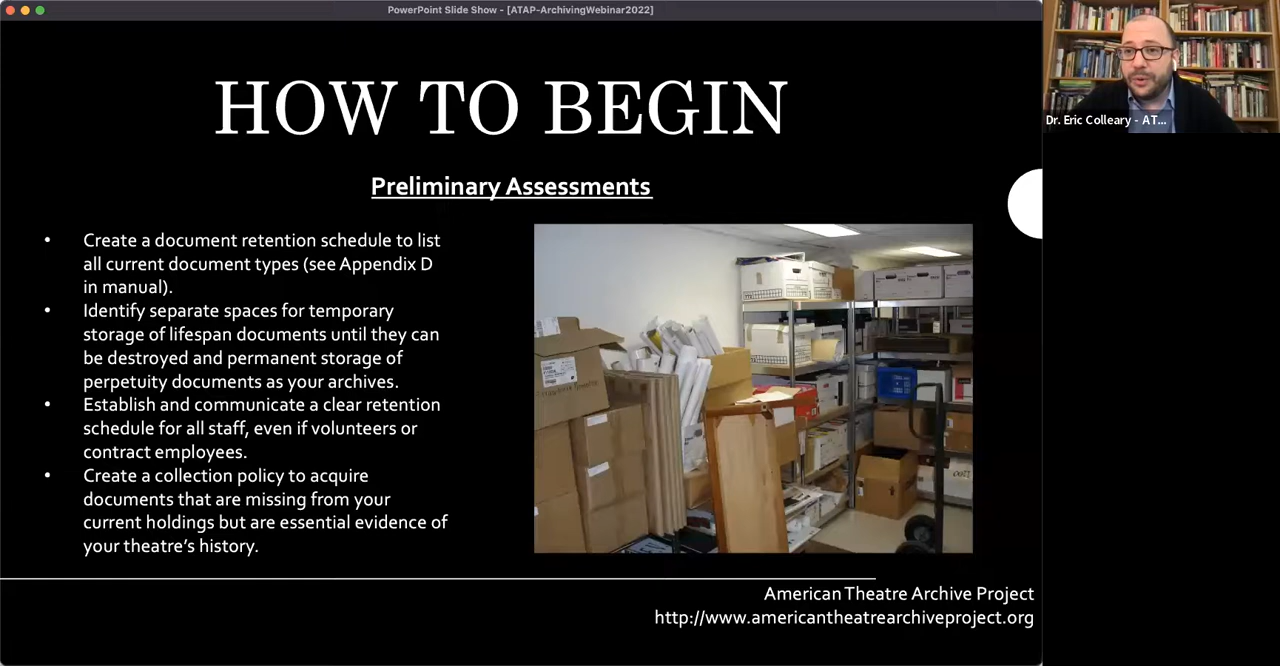 PowerPoint Slide Show - [ATAP-ArchivingWebinar2022]
HOW TO BEGIN
Preliminary Assessments
• Create a document retention schedule to list
all current document types (see Appendix D
in manual).
• Identify separate spaces for temporary
storage of lifespan documents until they can
be destroyed and permanent storage of
perpetuity documents as your archives.
• Establish and communicate a clear retention
schedule for all staff, even if volunteers or
contract employees.
• Create a collection policy to acquire
documents that are missing from your
current holdings but are essential evidence of
your theatre's history.
American Theatre Archive Project
http://www.americantheatrearchiveproject.org
Dr. Eric Colleary - AT...